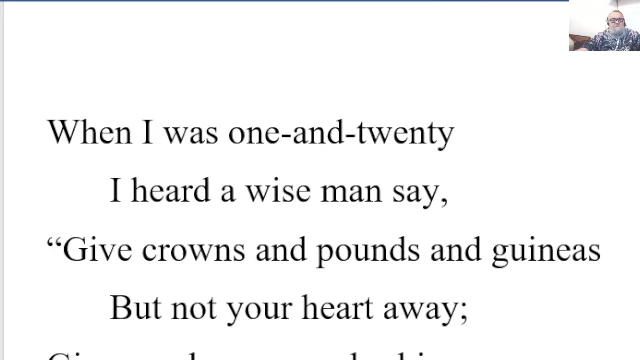 When I was one-and-twenty
I heard a wise man say,
“Give crowns and pounds and guineas
But not your heart away;